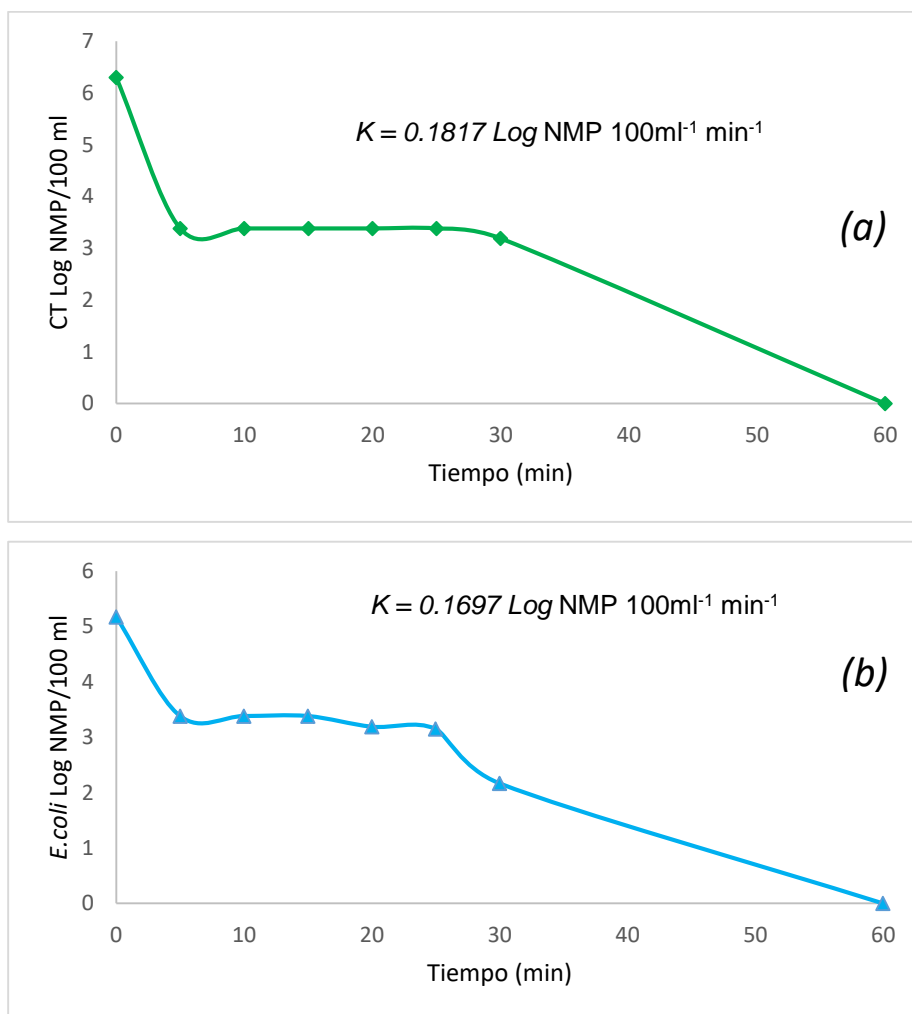 7
6
5
4
3
2
1
0
CT Log NMP/100 ml
K = 0.1817 Log NMP 100ml⁻¹ min⁻¹
(a)
0 10 20 30 40 50 60
Tiempo (min)
6
5
4
3
2
1
0
E.coli Log NMP/100 ml
K = 0.1697 Log NMP 100ml⁻¹ min⁻¹
(b)
0 10 20 30 40 50 60
Tiempo (min)